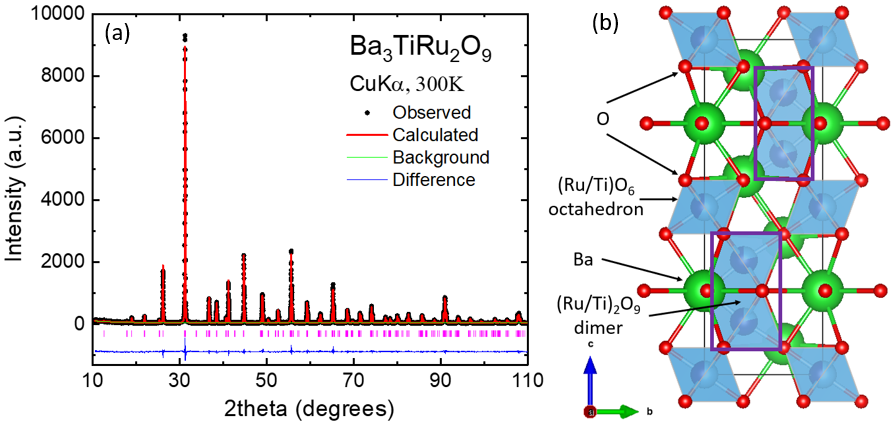 (a)
Ba₃TiRu₂O₉
CuKα, 300K
Observed
Calculated
Background
Difference
Intensity (a.u.)
10000
8000
6000
4000
2000
0
10 30 50 70 90 110
2theta (degrees)
(b)
O
(Ru/Ti)O₆
octahedron
Ba
(Ru/Ti)₂O₉
dimer
c
b